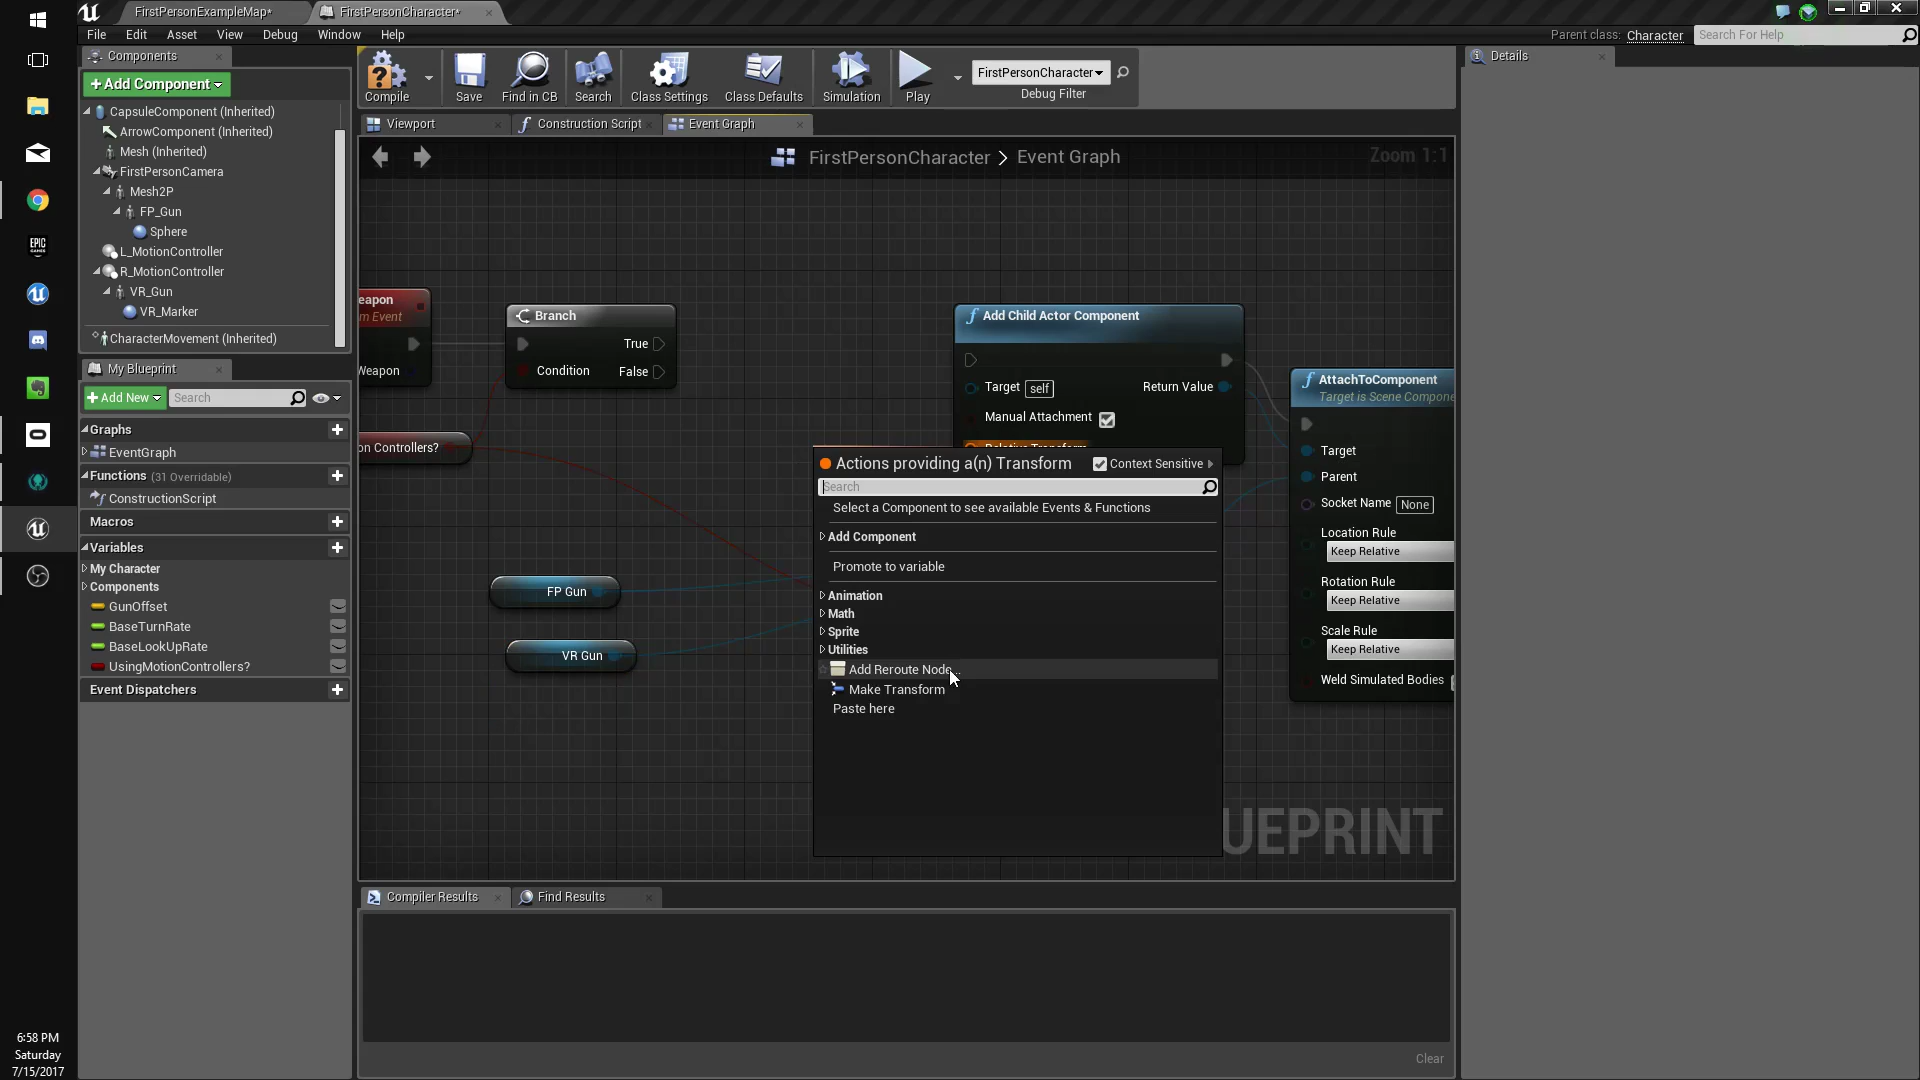 FirstPersonExampleMap*
FirstPersonCharacter*
File Edit Asset View Debug Window Help
Parent class: Character
Search For Help
Components
+Add Component
CapsuleComponent (Inherited)
ArrowComponent (Inherited)
Mesh (Inherited)
FirstPersonCamera
Mesh2P
FP_Gun
Sphere
L_MotionController
R_MotionController
VR_Gun
VR_Marker
CharacterMovement (Inherited)
My Blueprint
+Add New
Search
Graphs
EventGraph
Functions (31 Overridable)
ConstructionScript
Macros
Variables
My Character
Components
GunOffset
BaseTurnRate
BaseLookUpRate
UsingMotionControllers?
Event Dispatchers
Compile
Save
Find in CB
Search
Class Settings
Class Defaults
Simulation
Play
FirstPersonCharacter
Debug Filter
Viewport
Construction Script
Event Graph
FirstPersonCharacter > Event Graph
Zoom 1:1
eapon
m Event
Weapon
on Controllers?
Branch
True
Condition
False
FP Gun
VR Gun
Add Child Actor Component
Target self
Return Value
Manual Attachment
Relative Transform
Actions providing a(n) Transform
Context Sensitive
Search
Select a Component to see available Events & Functions
Add Component
Promote to variable
Animation
Math
Sprite
Utilities
Add Reroute Node...
Make Transform
Paste here
AttachToComponent
Target is Scene Compone
Target
Parent
Socket Name None
Location Rule
Keep Relative
Rotation Rule
Keep Relative
Scale Rule
Keep Relative
Weld Simulated Bodies
UEPRINT
Compiler Results
Find Results
Clear
Details
EPIC
GAMES
6:58 PM
Saturday
7/15/2017